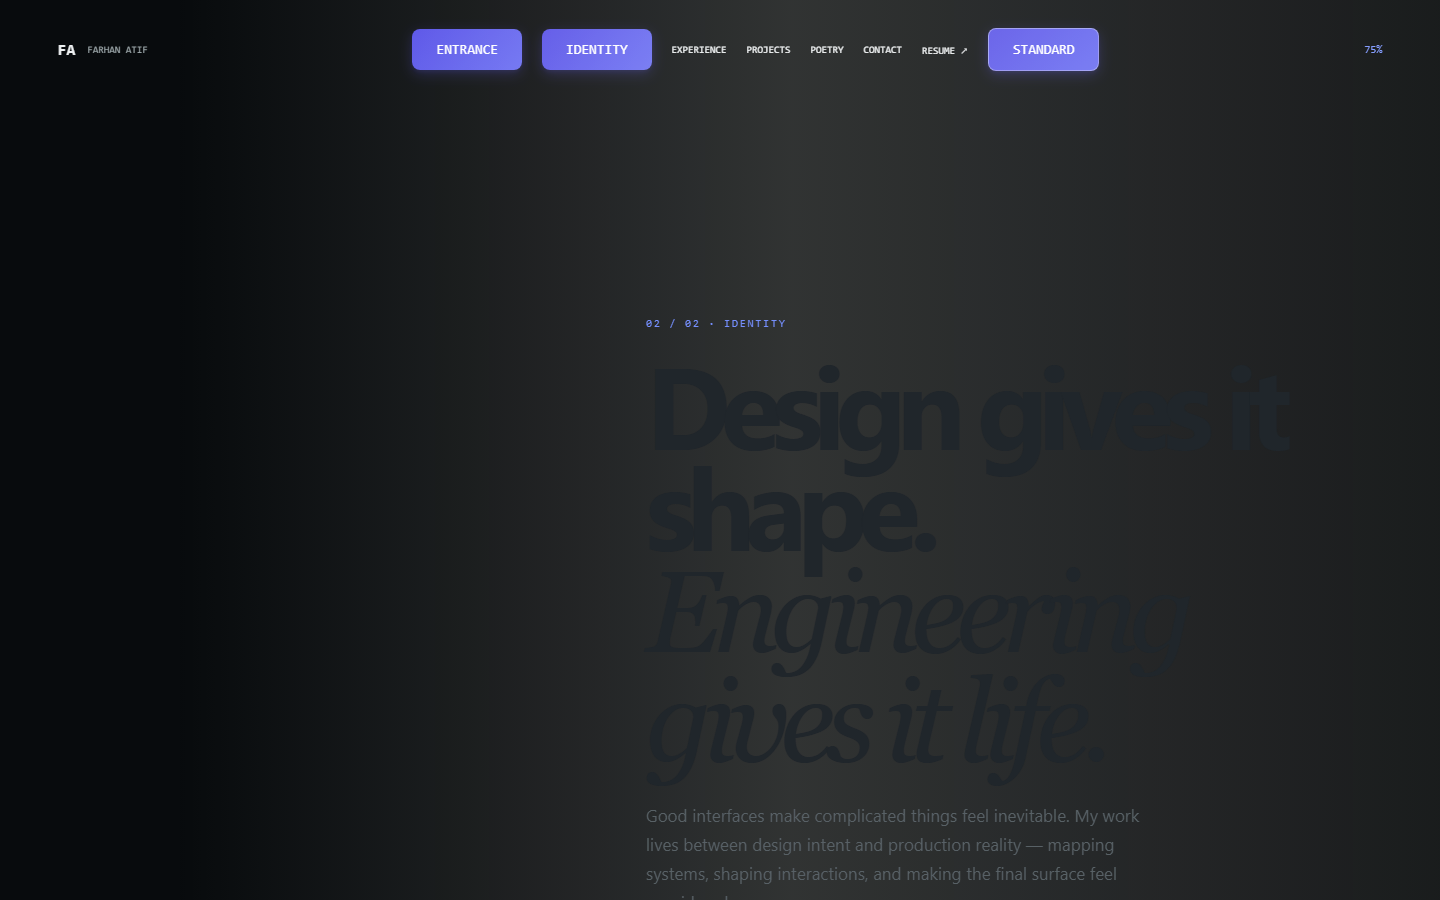 FA FARHAN ATIF ENTRANCE IDENTITY EXPERIENCE PROJECTS POETRY CONTACT RESUME ↗ STANDARD 75%
02 / 02 · IDENTITY
Design gives it
shape.
Engineering
gives it life.
Good interfaces make complicated things feel inevitable. My work
lives between design intent and production reality — mapping
systems, shaping interactions, and making the final surface feel